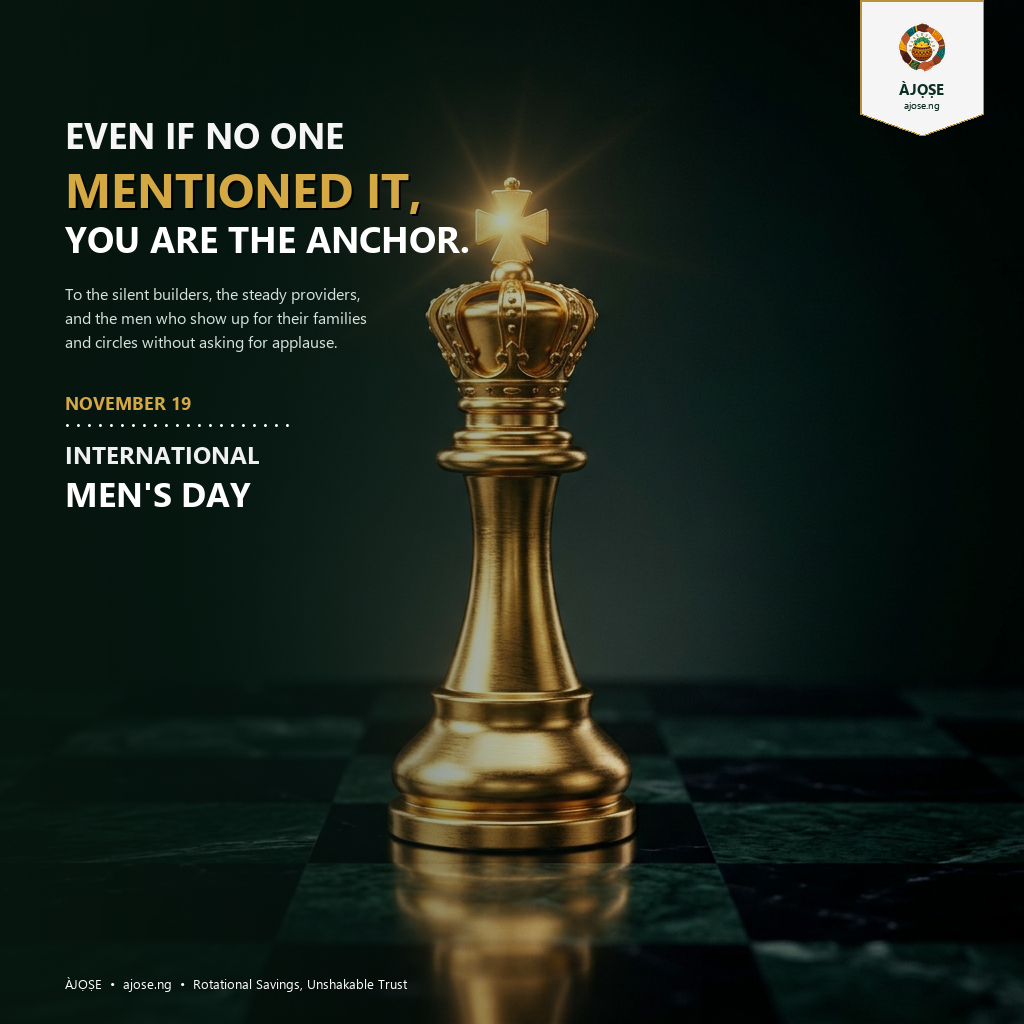 ÀJỌṢẸ
ajose.ng
EVEN IF NO ONE
MENTIONED IT,
YOU ARE THE ANCHOR.
To the silent builders, the steady providers,
and the men who show up for their families
and circles without asking for applause.
NOVEMBER 19
INTERNATIONAL
MEN'S DAY
ÀJỌṢẸ • ajose.ng • Rotational Savings, Unshakable Trust